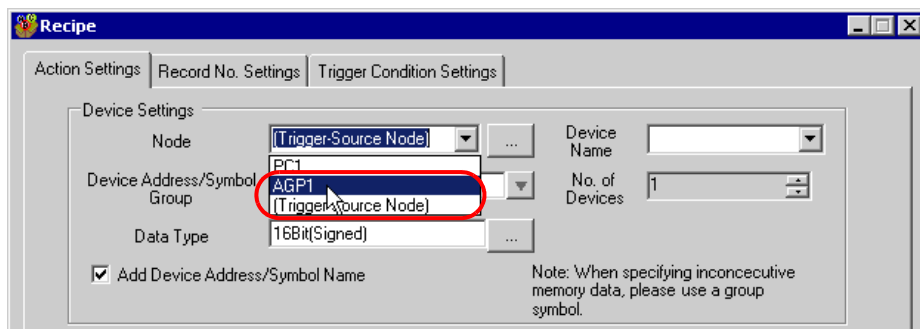 Recipe
Action Settings Record No. Settings Trigger Condition Settings
Device Settings
Node (Trigger-Source Node) ... Device Name
PC1
Device Address/Symbol Group AGP1 No. of Devices 1
(Trigger-Source Node)
Data Type 16Bit(Signed) ...
Add Device Address/Symbol Name
Note: When specifying inconcecutive
memory data, please use a group
symbol.